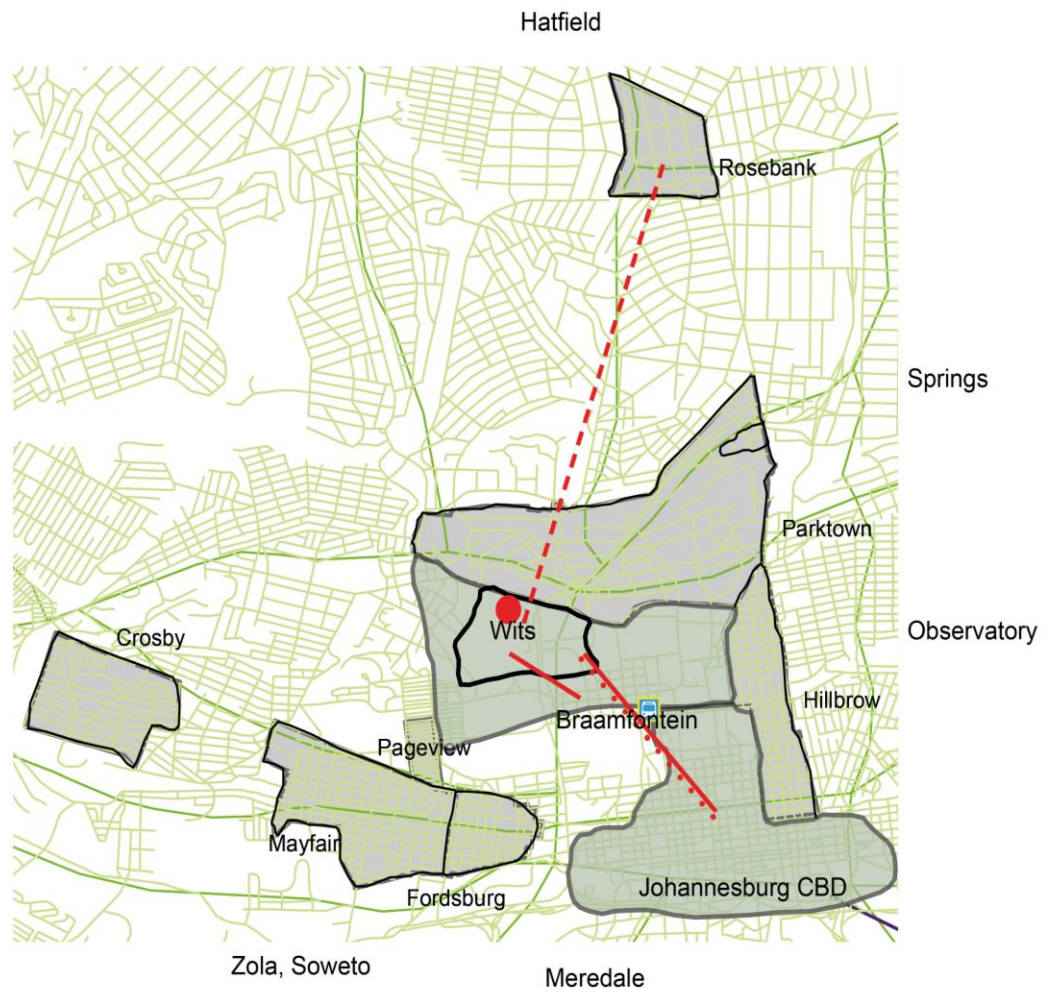 Hatfield
Rosebank
Springs
Parktown
Wits
Crosby
Observatory
Hillbrow
Braamfontein
Pageview
Mayfair
Johannesburg CBD
Fordsburg
Zola, Soweto
Meredale